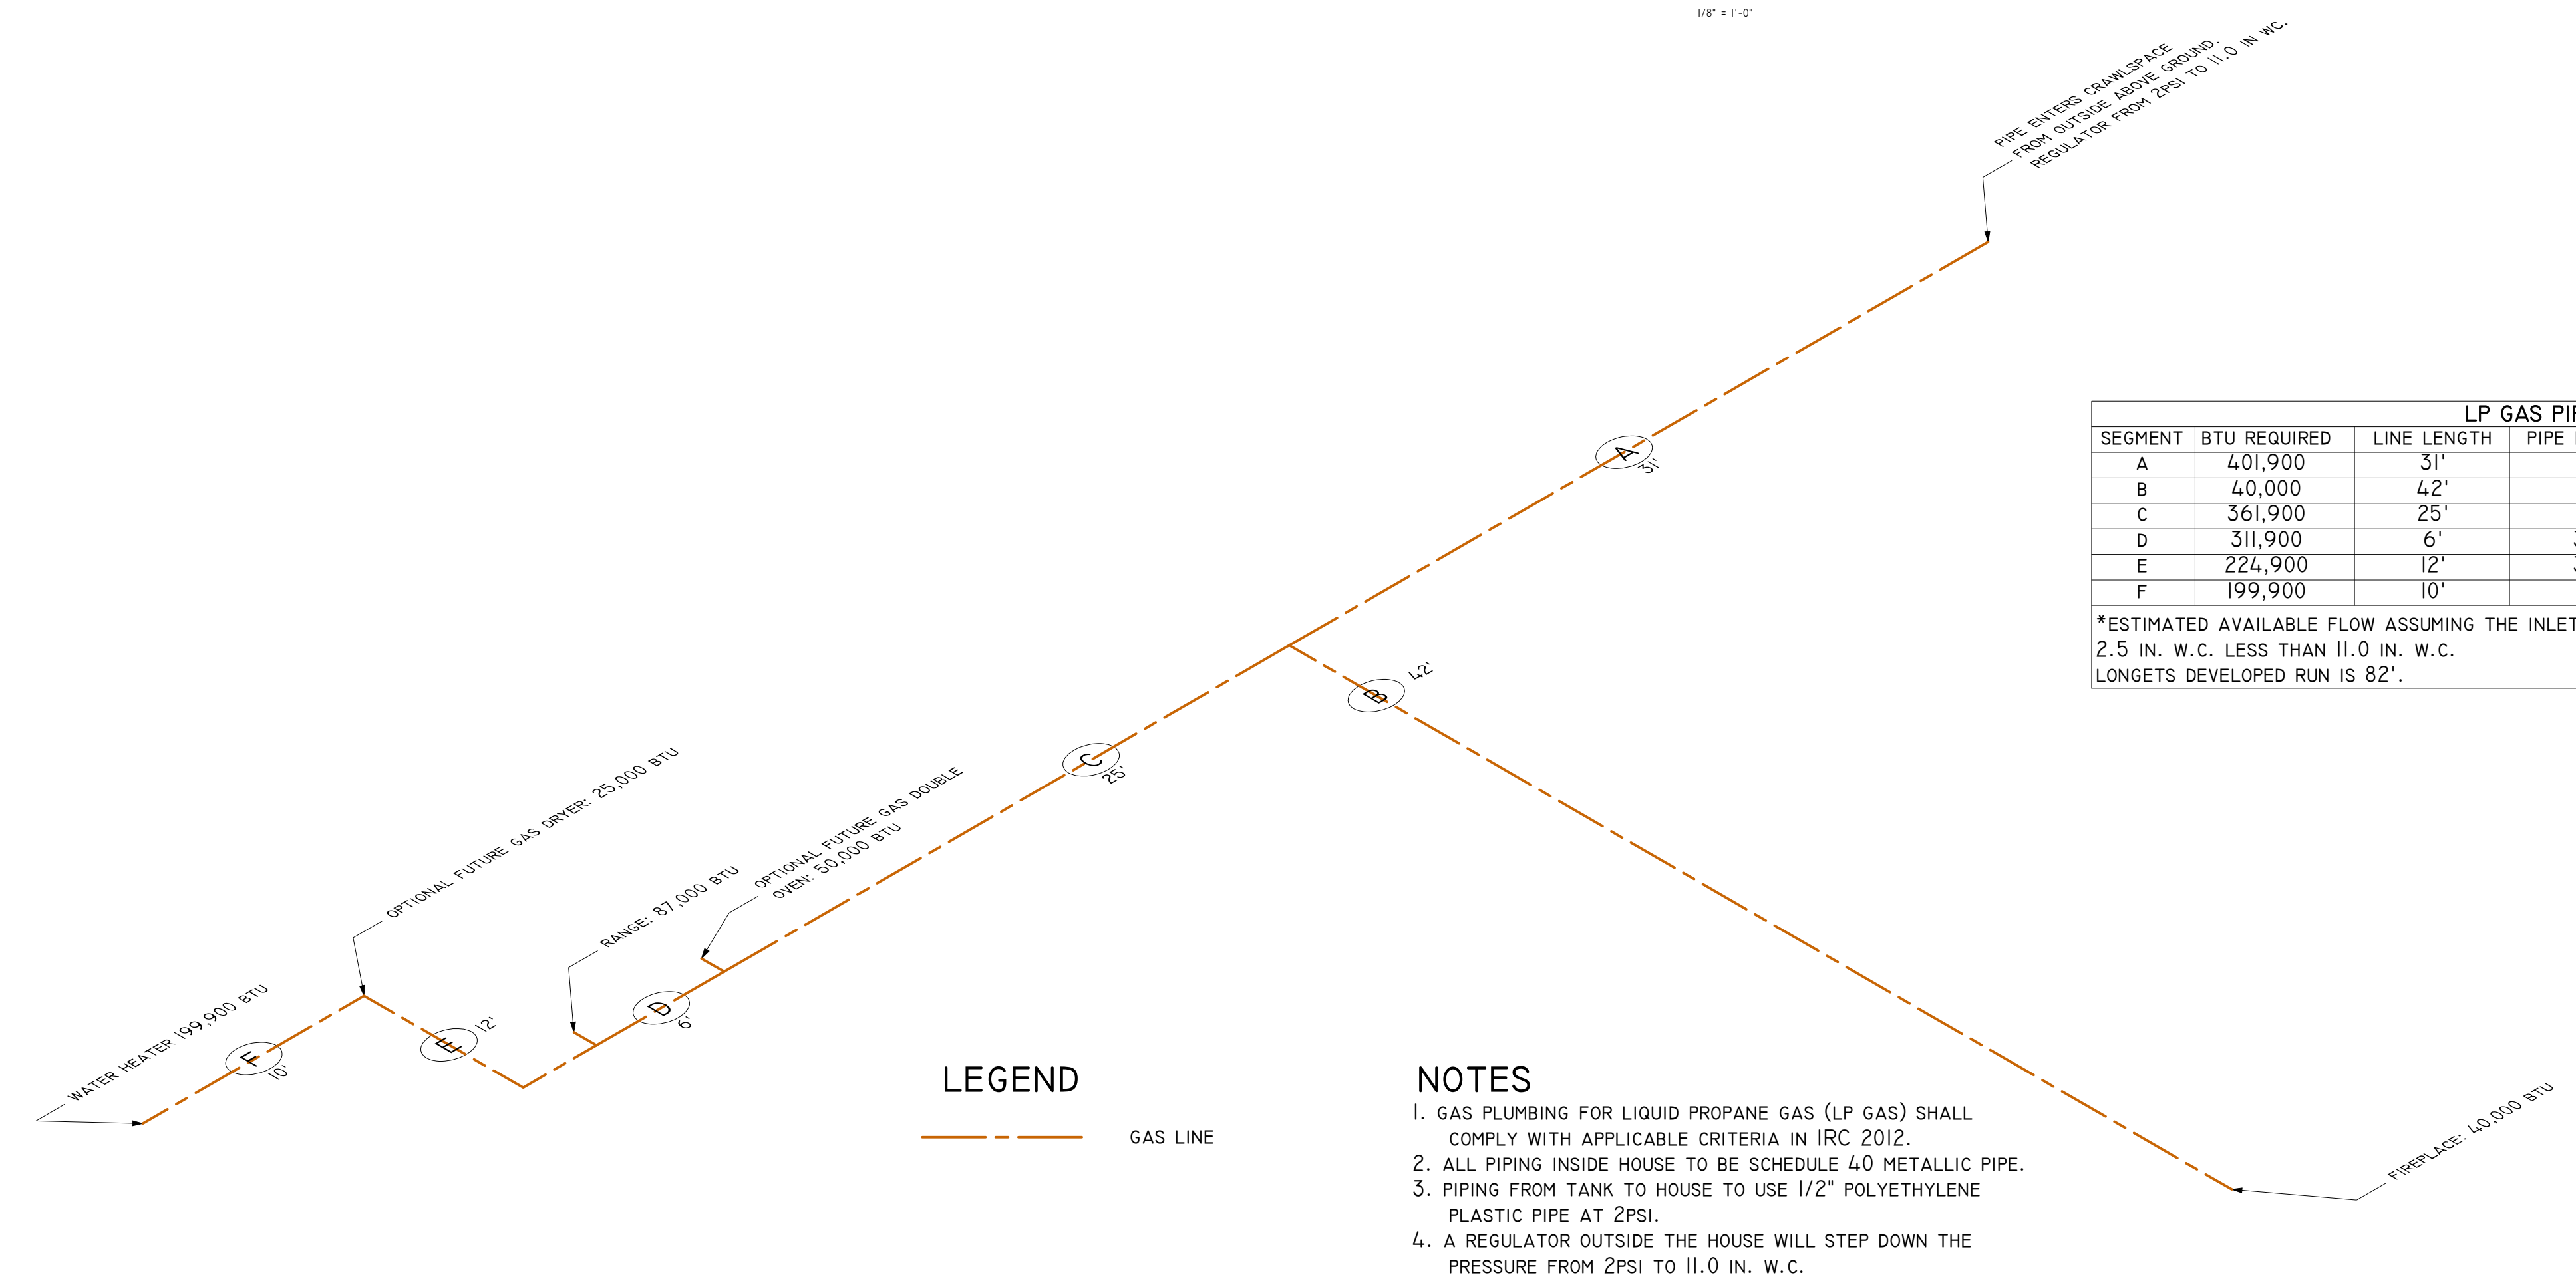 1/8" = 1'-0"
PIPE ENTERS CRAWLSPACE
FROM OUTSIDE ABOVE GROUND.
REGULATOR FROM 2PSI TO 11.0 IN WC.
A
31'
LP GAS
SEGMENT BTU REQUIRED LINE LENGTH PIPE
A 401,900 31'
B 40,000 42'
C 361,900 25'
D 311,900 6'
E 224,900 12'
F 199,900 10'
*ESTIMATED AVAILABLE FLOW ASSUMING THE INLET
2.5 IN. W.C. LESS THAN 11.0 IN. W.C.
LONGETS DEVELOPED RUN IS 82'.
B
42'
C
25'
OPTIONAL FUTURE GAS DRYER: 25,000 BTU
OPTIONAL FUTURE GAS DOUBLE
OVEN: 50,000 BTU
RANGE: 87,000 BTU
D
6'
E
12'
WATER HEATER 199,900 BTU
F
10'
FIREPLACE: 40,000 BTU
LEGEND
GAS LINE
NOTES
1. GAS PLUMBING FOR LIQUID PROPANE GAS (LP GAS) SHALL
COMPLY WITH APPLICABLE CRITERIA IN IRC 2012.
2. ALL PIPING INSIDE HOUSE TO BE SCHEDULE 40 METALLIC PIPE.
3. PIPING FROM TANK TO HOUSE TO USE 1/2" POLYETHYLENE
PLASTIC PIPE AT 2PSI.
4. A REGULATOR OUTSIDE THE HOUSE WILL STEP DOWN THE
PRESSURE FROM 2PSI TO 11.0 IN. W.C.